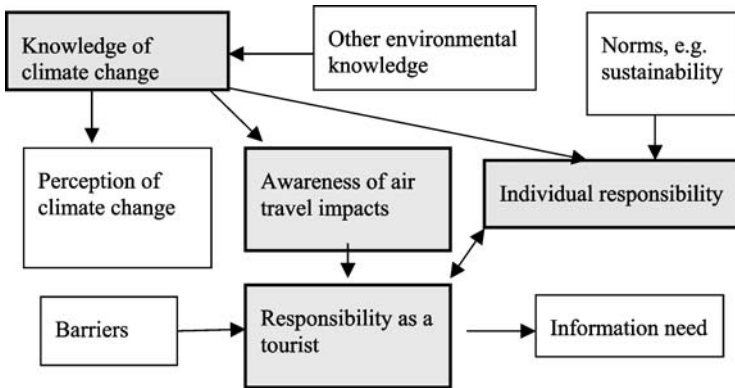 Knowledge of
climate change
Other environmental
knowledge
Norms, e.g.
sustainability
Perception of
climate change
Awareness of air
travel impacts
Individual responsibility
Barriers
Responsibility as a
tourist
Information need